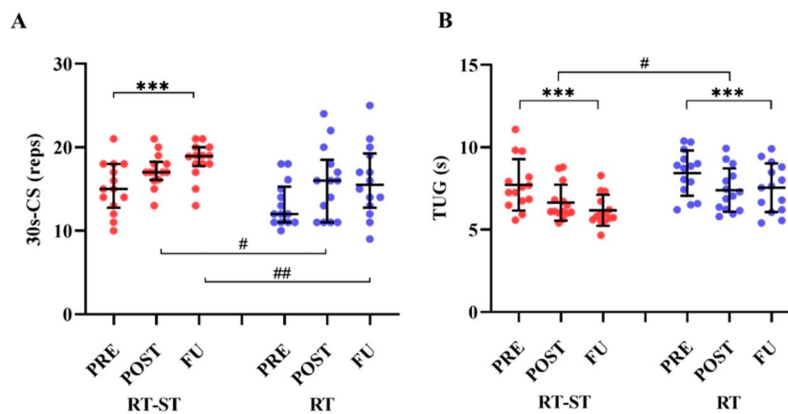 A
30s-CS (reps)
30
20
10
0
***
#
##
PRE
POST
FU
PRE
POST
FU
RT-ST
RT
B
TUG (s)
15
10
5
0
#
***
***
PRE
POST
FU
PRE
POST
FU
RT-ST
RT